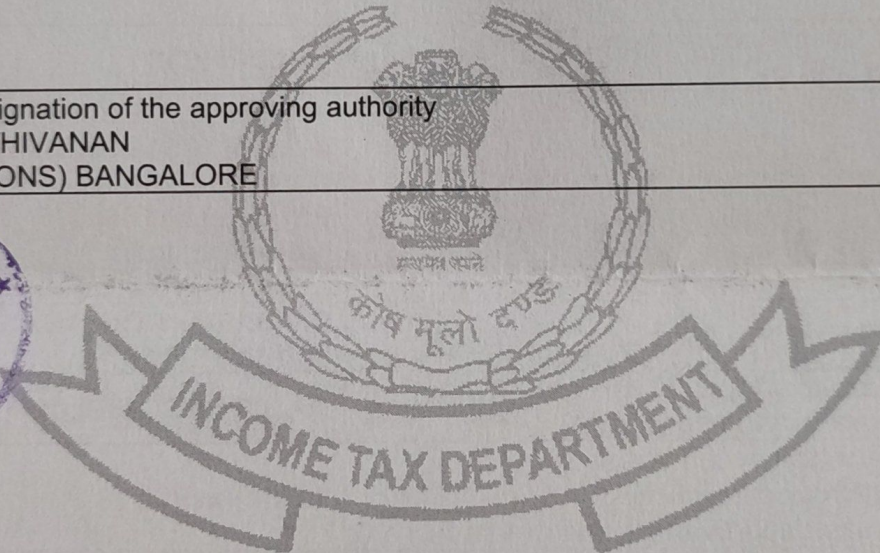 ignation of the approving authority
HIVANAN
ONS) BANGALORE
सत्यमेव जयते
कोष मूलो दण्ड
INCOME TAX DEPARTMENT